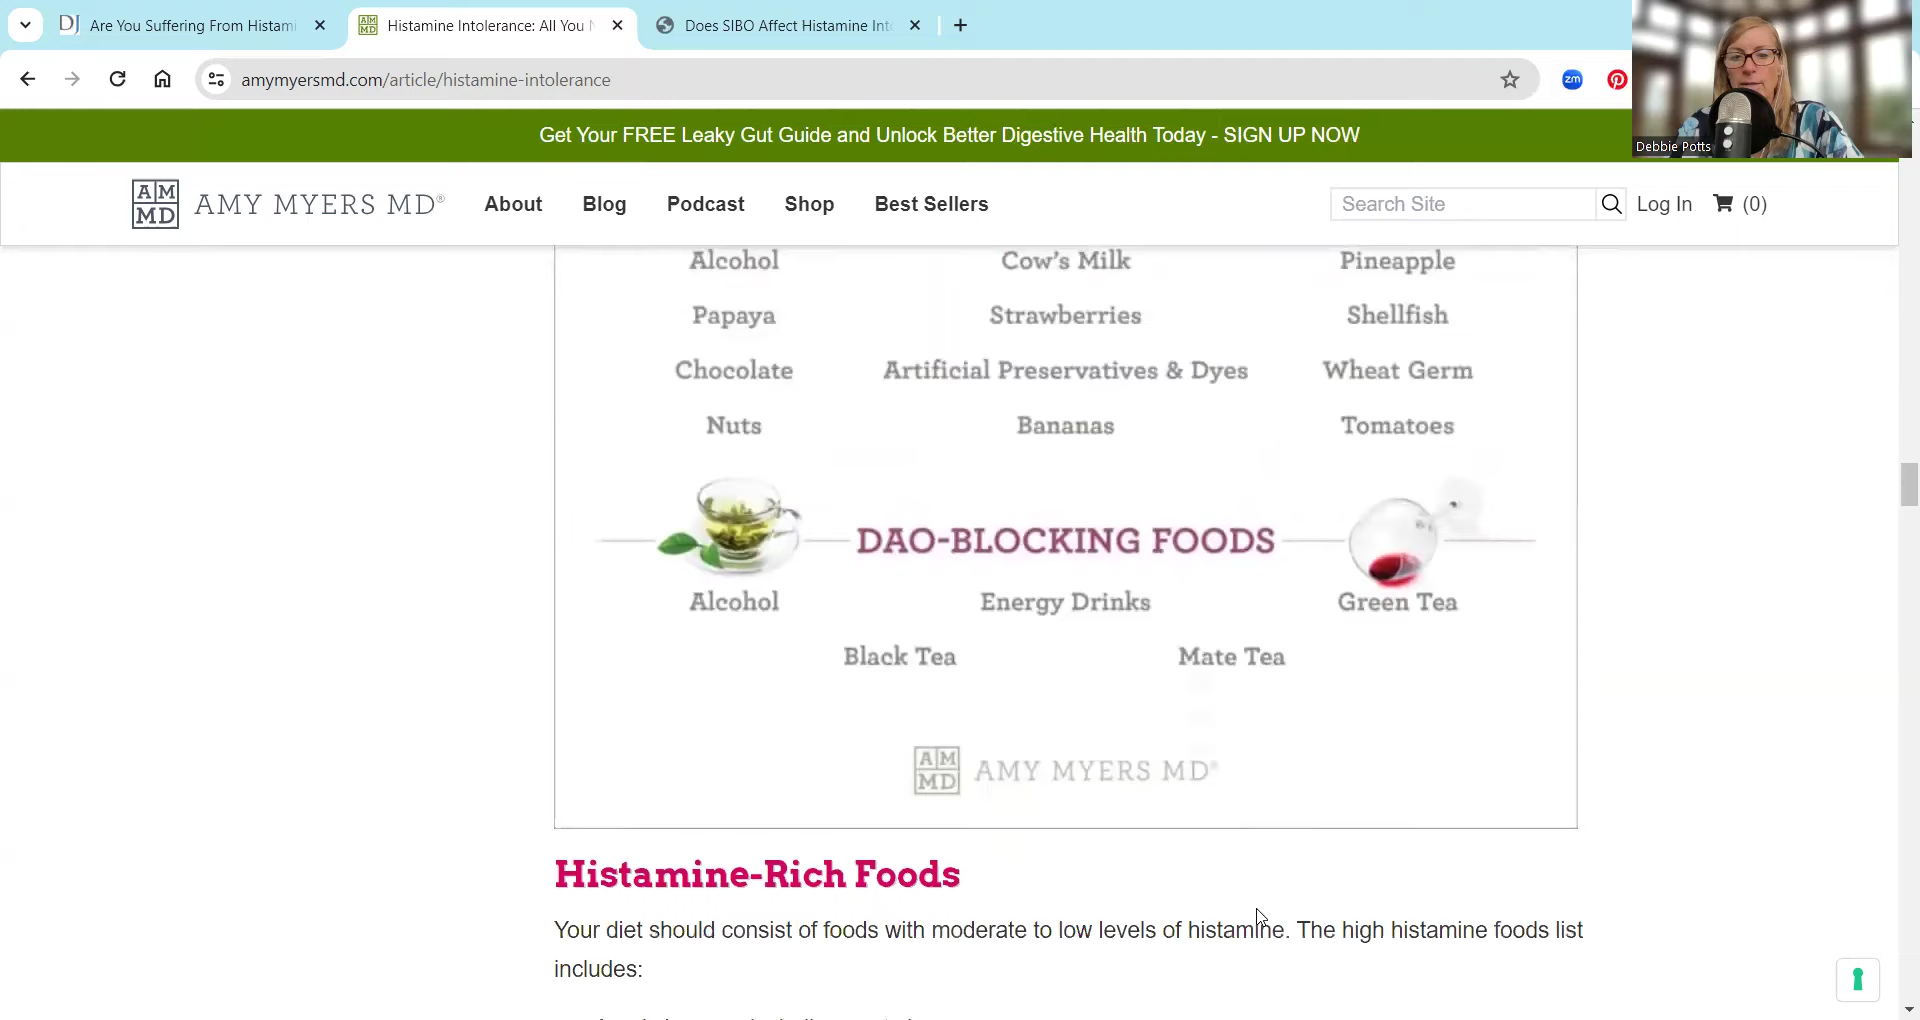 Are You Suffering From Histami
Histamine Intolerance: All You
Does SIBO Affect Histamine Int
amymyersmd.com/article/histamine-intolerance
zm
Debbie Potts
Get Your FREE Leaky Gut Guide and Unlock Better Digestive Health Today - SIGN UP NOW
AM
MD
AMY MYERS MD®
About Blog Podcast Shop Best Sellers
Search Site
Log In
(0)
Alcohol Cow's Milk Pineapple
Papaya Strawberries Shellfish
Chocolate Artificial Preservatives & Dyes Wheat Germ
Nuts Bananas Tomatoes
DAO-BLOCKING FOODS
Alcohol Energy Drinks Green Tea
Black Tea Mate Tea
AM
MD
AMY MYERS MD®
Histamine-Rich Foods
Your diet should consist of foods with moderate to low levels of histamine. The high histamine foods list
includes: